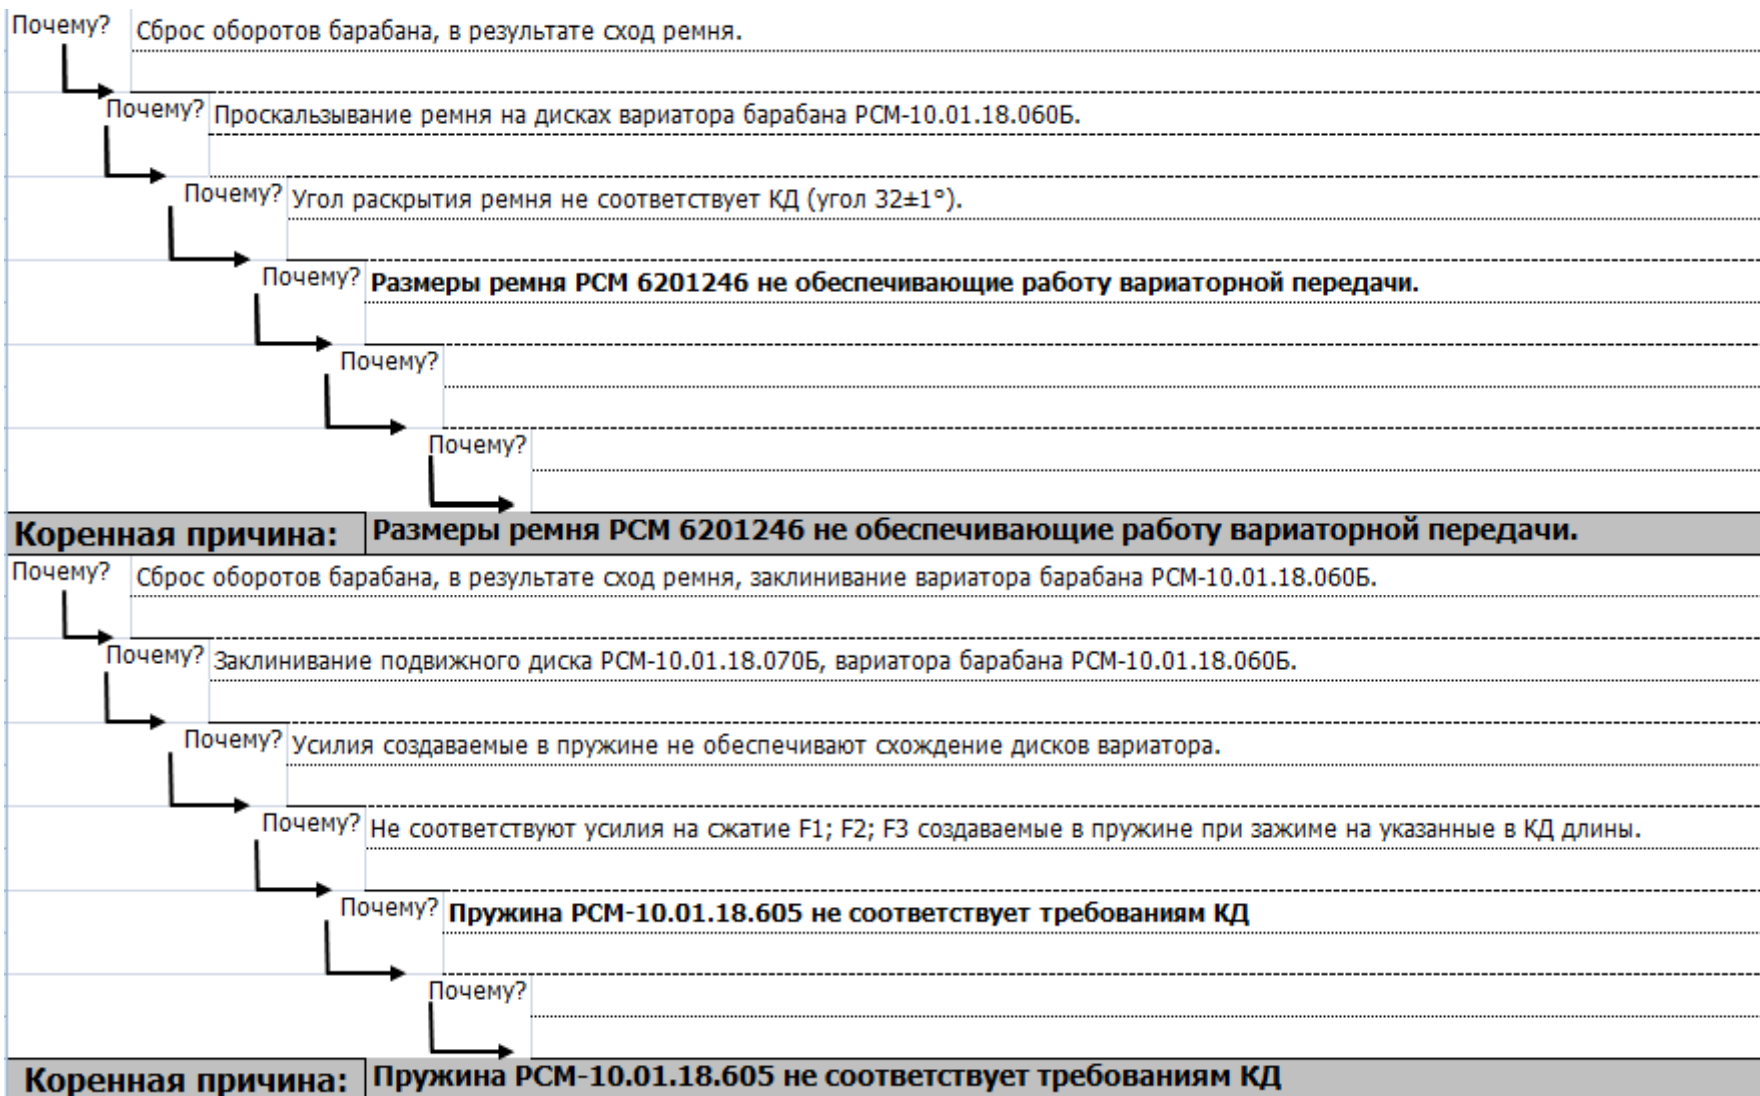 Почему? Сброс оборотов барабана, в результате сход ремня.
Почему? Проскальзывание ремня на дисках вариатора барабана РСМ-10.01.18.060Б.
Почему? Угол раскрытия ремня не соответствует КД (угол 32±1°).
Почему? Размеры ремня РСМ 6201246 не обеспечивающие работу вариаторной передачи.
Почему?
Почему?
Коренная причина: Размеры ремня РСМ 6201246 не обеспечивающие работу вариаторной передачи.
Почему? Сброс оборотов барабана, в результате сход ремня, заклинивание вариатора барабана РСМ-10.01.18.060Б.
Почему? Заклинивание подвижного диска РСМ-10.01.18.070Б, вариатора барабана РСМ-10.01.18.060Б.
Почему? Усилия создаваемые в пружине не обеспечивают схождение дисков вариатора.
Почему? Не соответствуют усилия на сжатие F1; F2; F3 создаваемые в пружине при зажиме на указанные в КД длины.
Почему? Пружина РСМ-10.01.18.605 не соответствует требованиям КД
Почему?
Коренная причина: Пружина РСМ-10.01.18.605 не соответствует требованиям КД